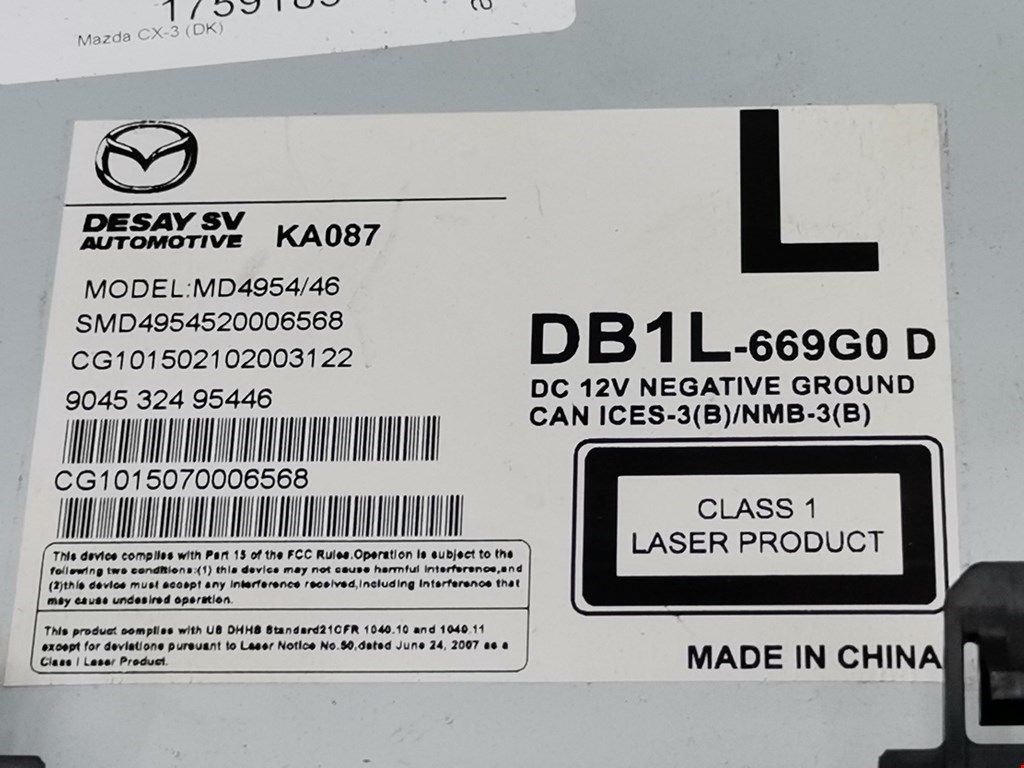 Mazda CX-3 (DK)
L
DESAY SV
AUTOMOTIVE KA087
MODEL:MD4954/46
SMD4954520006568
CG101502102003122
9045 324 95446
CG1015070006568
DB1L-669G0 D
DC 12V NEGATIVE GROUND
CAN ICES-3(B)/NMB-3(B)
CLASS 1
LASER PRODUCT
This device complies with Part 15 of the FCC Rules.Operation is subject to the
following two conditions:(1) this device may not cause harmful interference,and
(2)this device must accept any interference received,including interference that
may cause undesired operation.
This product complies with US DHHS Standard21CFR 1040.10 and 1040.11
except for deviations pursuant to Laser Notice No.50,dated June 24, 2007 as a
Class I Laser Product.
MADE IN CHINA